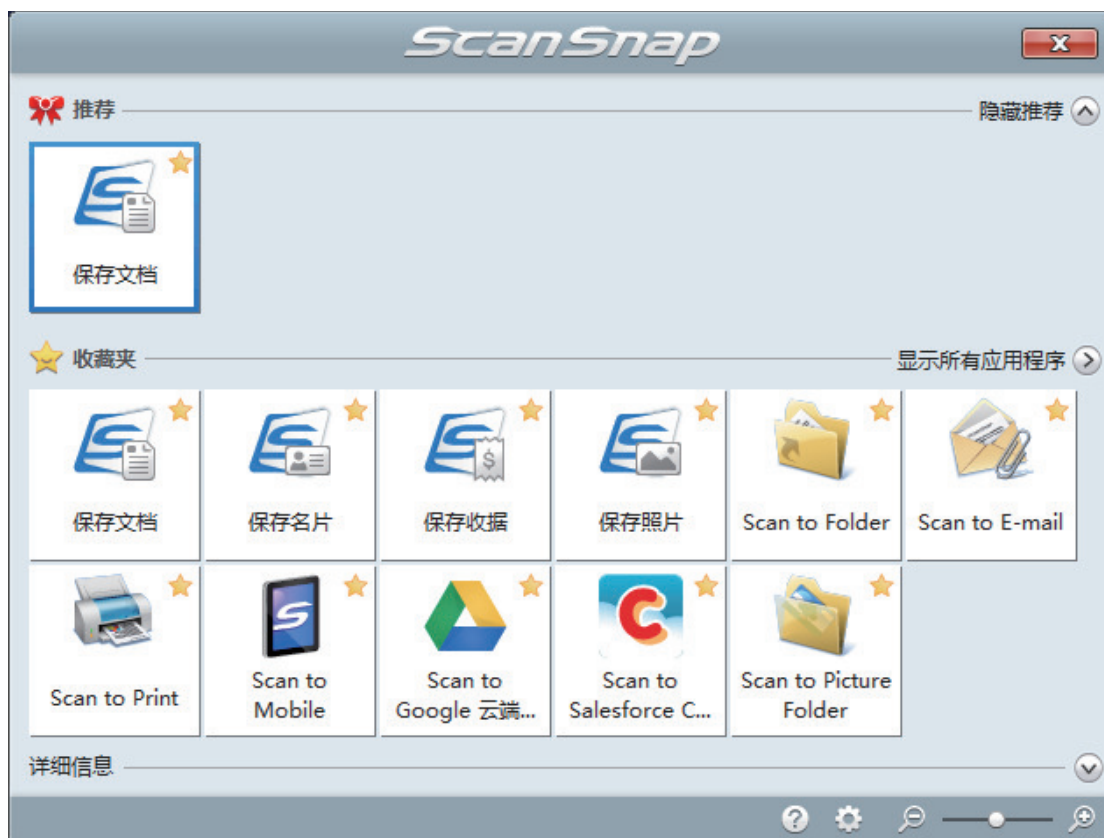 ScanSnap
推荐
隐藏推荐
保存文档
收藏夹
显示所有应用程序
保存文档
保存名片
保存收据
保存照片
Scan to Folder
Scan to E-mail
Scan to Print
Scan to
Mobile
Scan to
Google 云端...
Scan to
Salesforce C...
Scan to Picture
Folder
详细信息